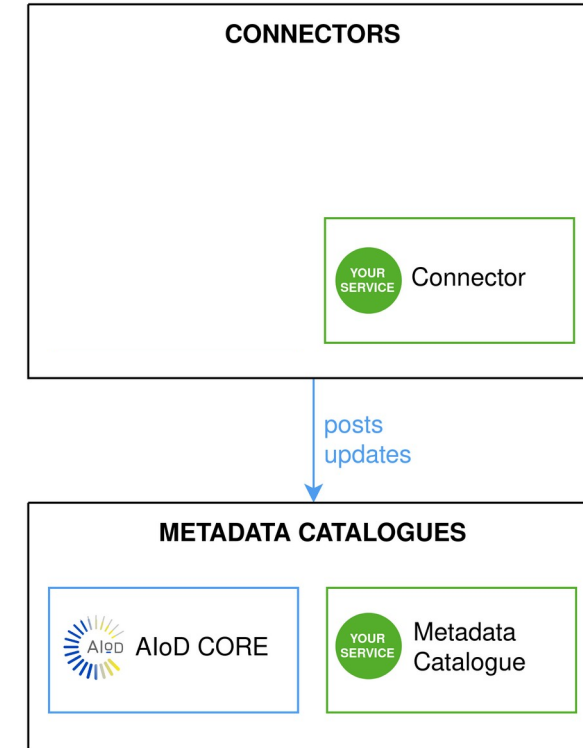 CONNECTORS
YOUR
SERVICE
Connector
posts
updates
METADATA CATALOGUES
AIoD
AIoD CORE
YOUR
SERVICE
Metadata
Catalogue